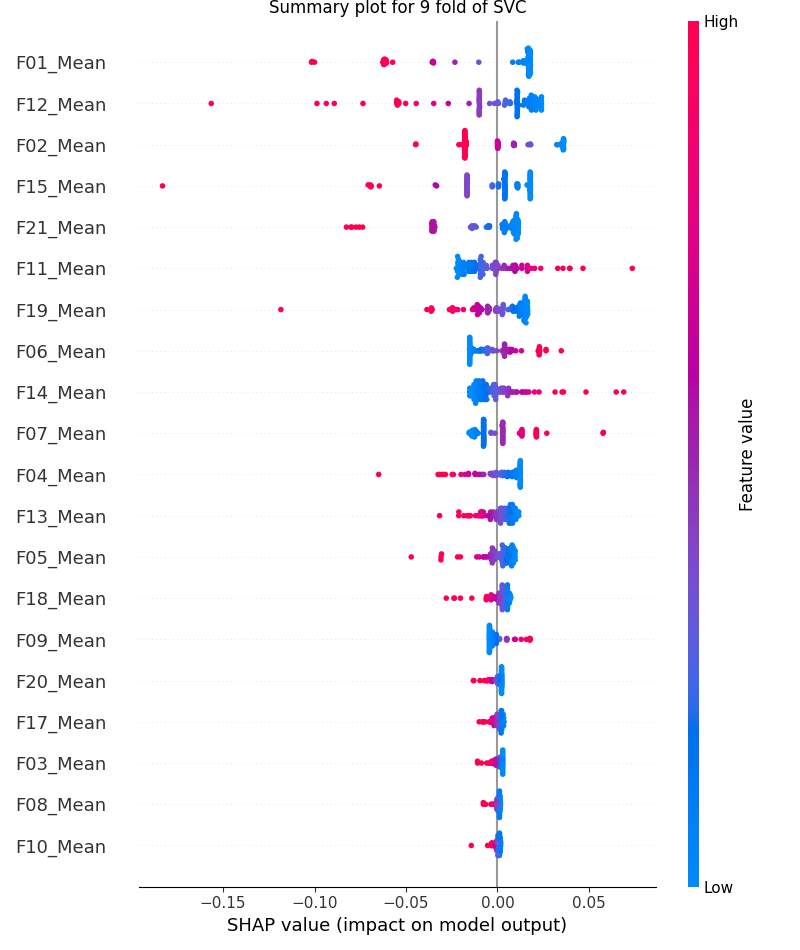 Summary plot for 9 fold of SVC
High
F01_Mean
F12_Mean
F02_Mean
F15_Mean
F21_Mean
F11_Mean
F19_Mean
F06_Mean
F14_Mean
F07_Mean
F04_Mean
F13_Mean
F05_Mean
F18_Mean
F09_Mean
F20_Mean
F17_Mean
F03_Mean
F08_Mean
F10_Mean
Feature value
Low
−0.15 −0.10 −0.05 0.00 0.05
SHAP value (impact on model output)